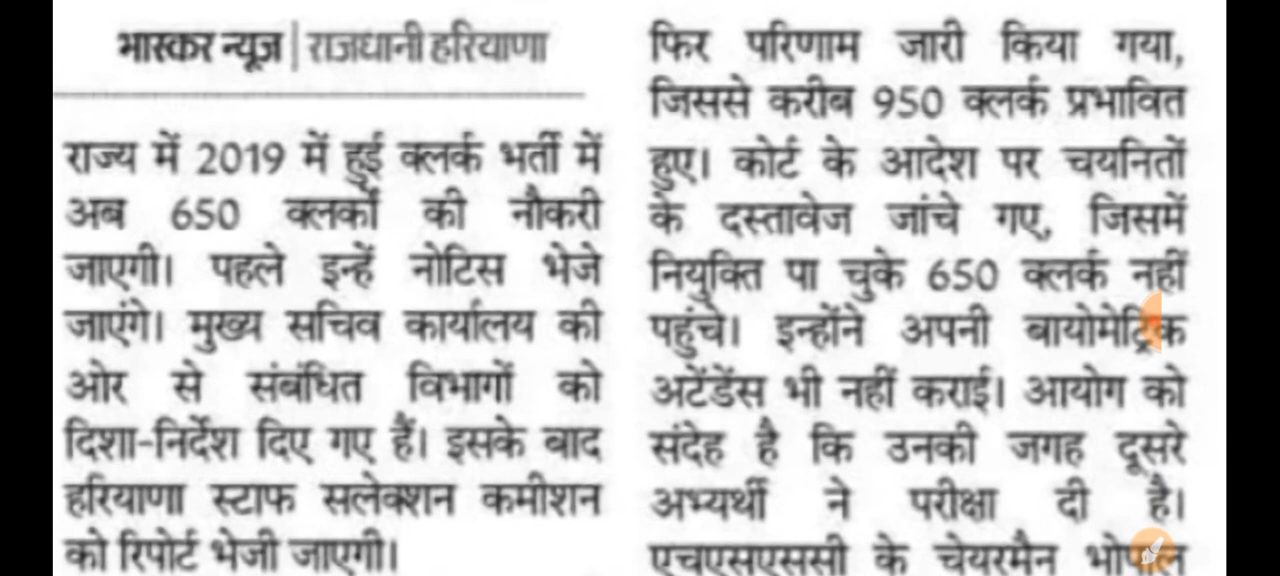 भास्कर न्यूज | राजधानी हरियाणा
राज्य में 2019 में हुई क्लर्क भर्ती में
अब 650 क्लर्कों की नौकरी
जाएगी। पहले इन्हें नोटिस भेजे
जाएंगे। मुख्य सचिव कार्यालय की
ओर से संबंधित विभागों को
दिशा-निर्देश दिए गए हैं। इसके बाद
हरियाणा स्टाफ सलेक्शन कमीशन
को रिपोर्ट भेजी जाएगी।
फिर परिणाम जारी किया गया,
जिससे करीब 950 क्लर्क प्रभावित
हुए। कोर्ट के आदेश पर चयनितों
के दस्तावेज जांचे गए, जिसमें
नियुक्ति पा चुके 650 क्लर्क नहीं
पहुंचे। इन्होंने अपनी बायोमेट्रिक
अटेंडेंस भी नहीं कराई। आयोग को
संदेह है कि उनकी जगह दूसरे
अभ्यर्थी ने परीक्षा दी है।
एचएसएससी के चेयरमैन भोपाल